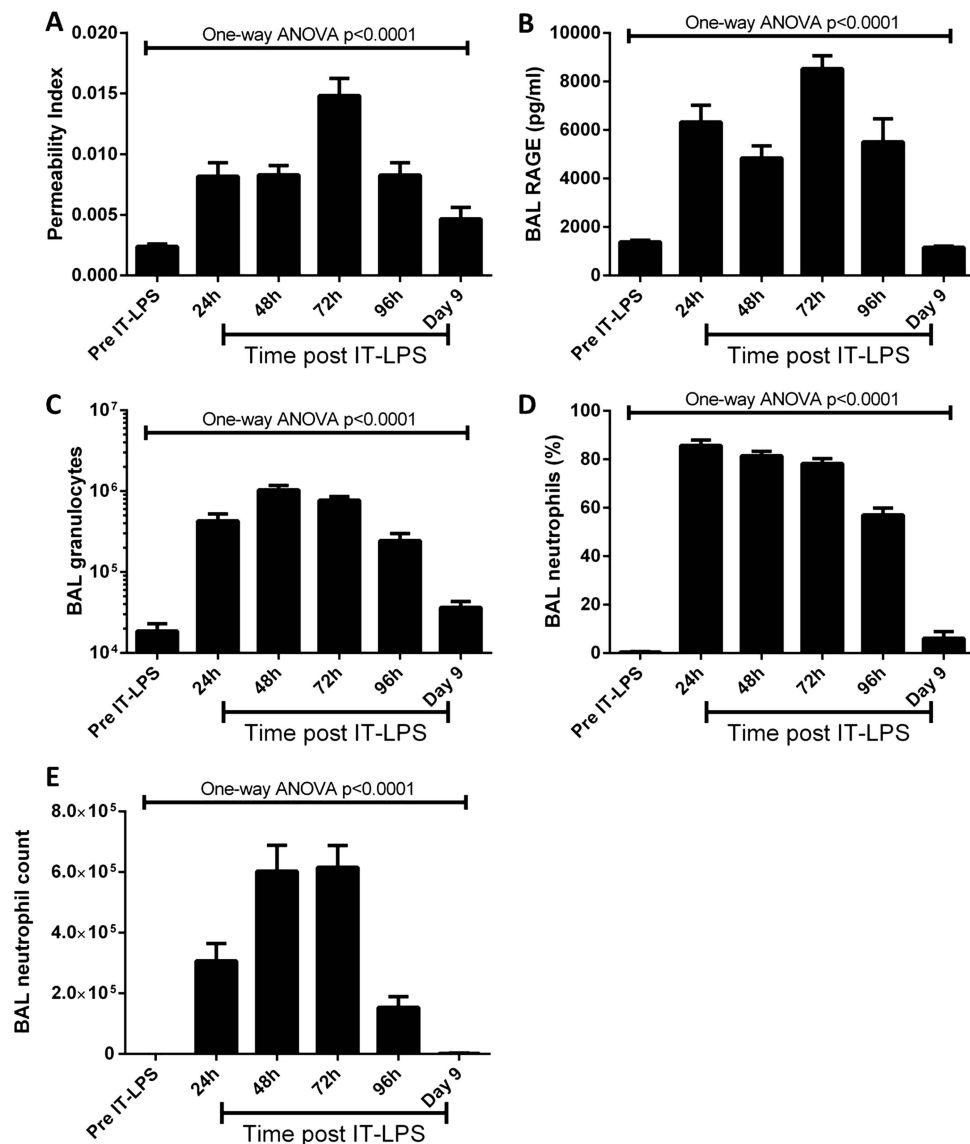 A
One-way ANOVA p<0.0001
Permeability Index
0.020
0.015
0.010
0.005
0.000
Pre IT-LPS
24h
48h
72h
96h
Day 9
Time post IT-LPS
B
One-way ANOVA p<0.0001
BAL RAGE (pg/ml)
10000
8000
6000
4000
2000
0
Pre IT-LPS
24h
48h
72h
96h
Day 9
Time post IT-LPS
C
One-way ANOVA p<0.0001
BAL granulocytes
10⁷
10⁶
10⁵
10⁴
Pre IT-LPS
24h
48h
72h
96h
Day 9
Time post IT-LPS
D
One-way ANOVA p<0.0001
BAL neutrophils (%)
100
80
60
40
20
0
Pre IT-LPS
24h
48h
72h
96h
Day 9
Time post IT-LPS
E
One-way ANOVA p<0.0001
BAL neutrophil count
8.0×10⁵
6.0×10⁵
4.0×10⁵
2.0×10⁵
0
Pre IT-LPS
24h
48h
72h
96h
Day 9
Time post IT-LPS